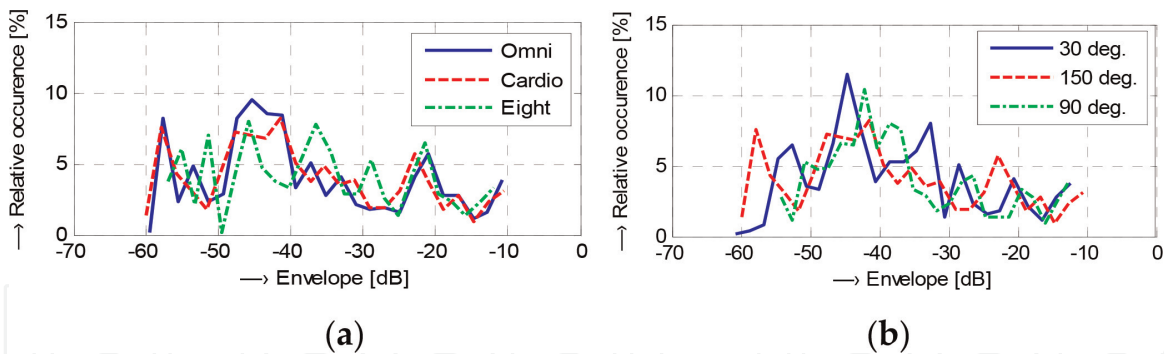 → Relative occurence [%]
15
10
5
0
-70
-60
-50
-40
-30
-20
-10
0
→ Envelope [dB]
Omni
Cardio
Eight
(a)
→ Relative occurence [%]
15
10
5
0
-70
-60
-50
-40
-30
-20
-10
0
→ Envelope [dB]
30 deg.
150 deg.
90 deg.
(b)